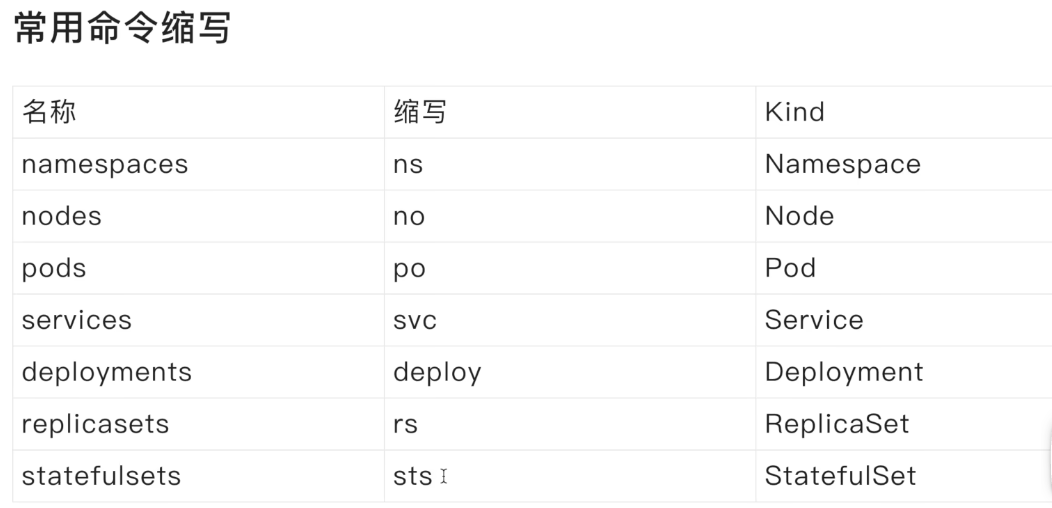 常用命令缩写
名称 缩写 Kind
namespaces ns Namespace
nodes no Node
pods po Pod
services svc Service
deployments deploy Deployment
replicasets rs ReplicaSet
statefulsets sts StatefulSet